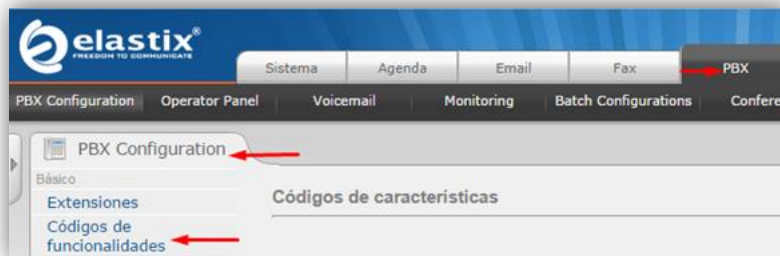 elastix®
FREEDOM TO COMMUNICATE
Sistema Agenda Email Fax PBX
PBX Configuration Operator Panel Voicemail Monitoring Batch Configurations Confere
PBX Configuration
Básico
Extensiones
Códigos de características
Códigos de
funcionalidades